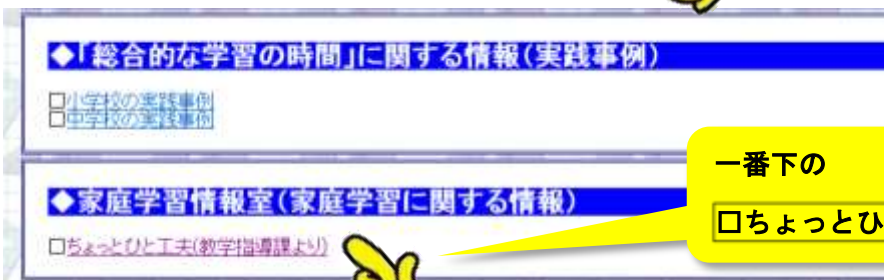 ◆「総合的な学習の時間」に関する情報(実践事例)
□小学校の実践事例
□中学校の実践事例
一番下の
◆家庭学習情報室(家庭学習に関する情報)
□ちょっとひ
□ちょっとひと工夫(教学指導課より)